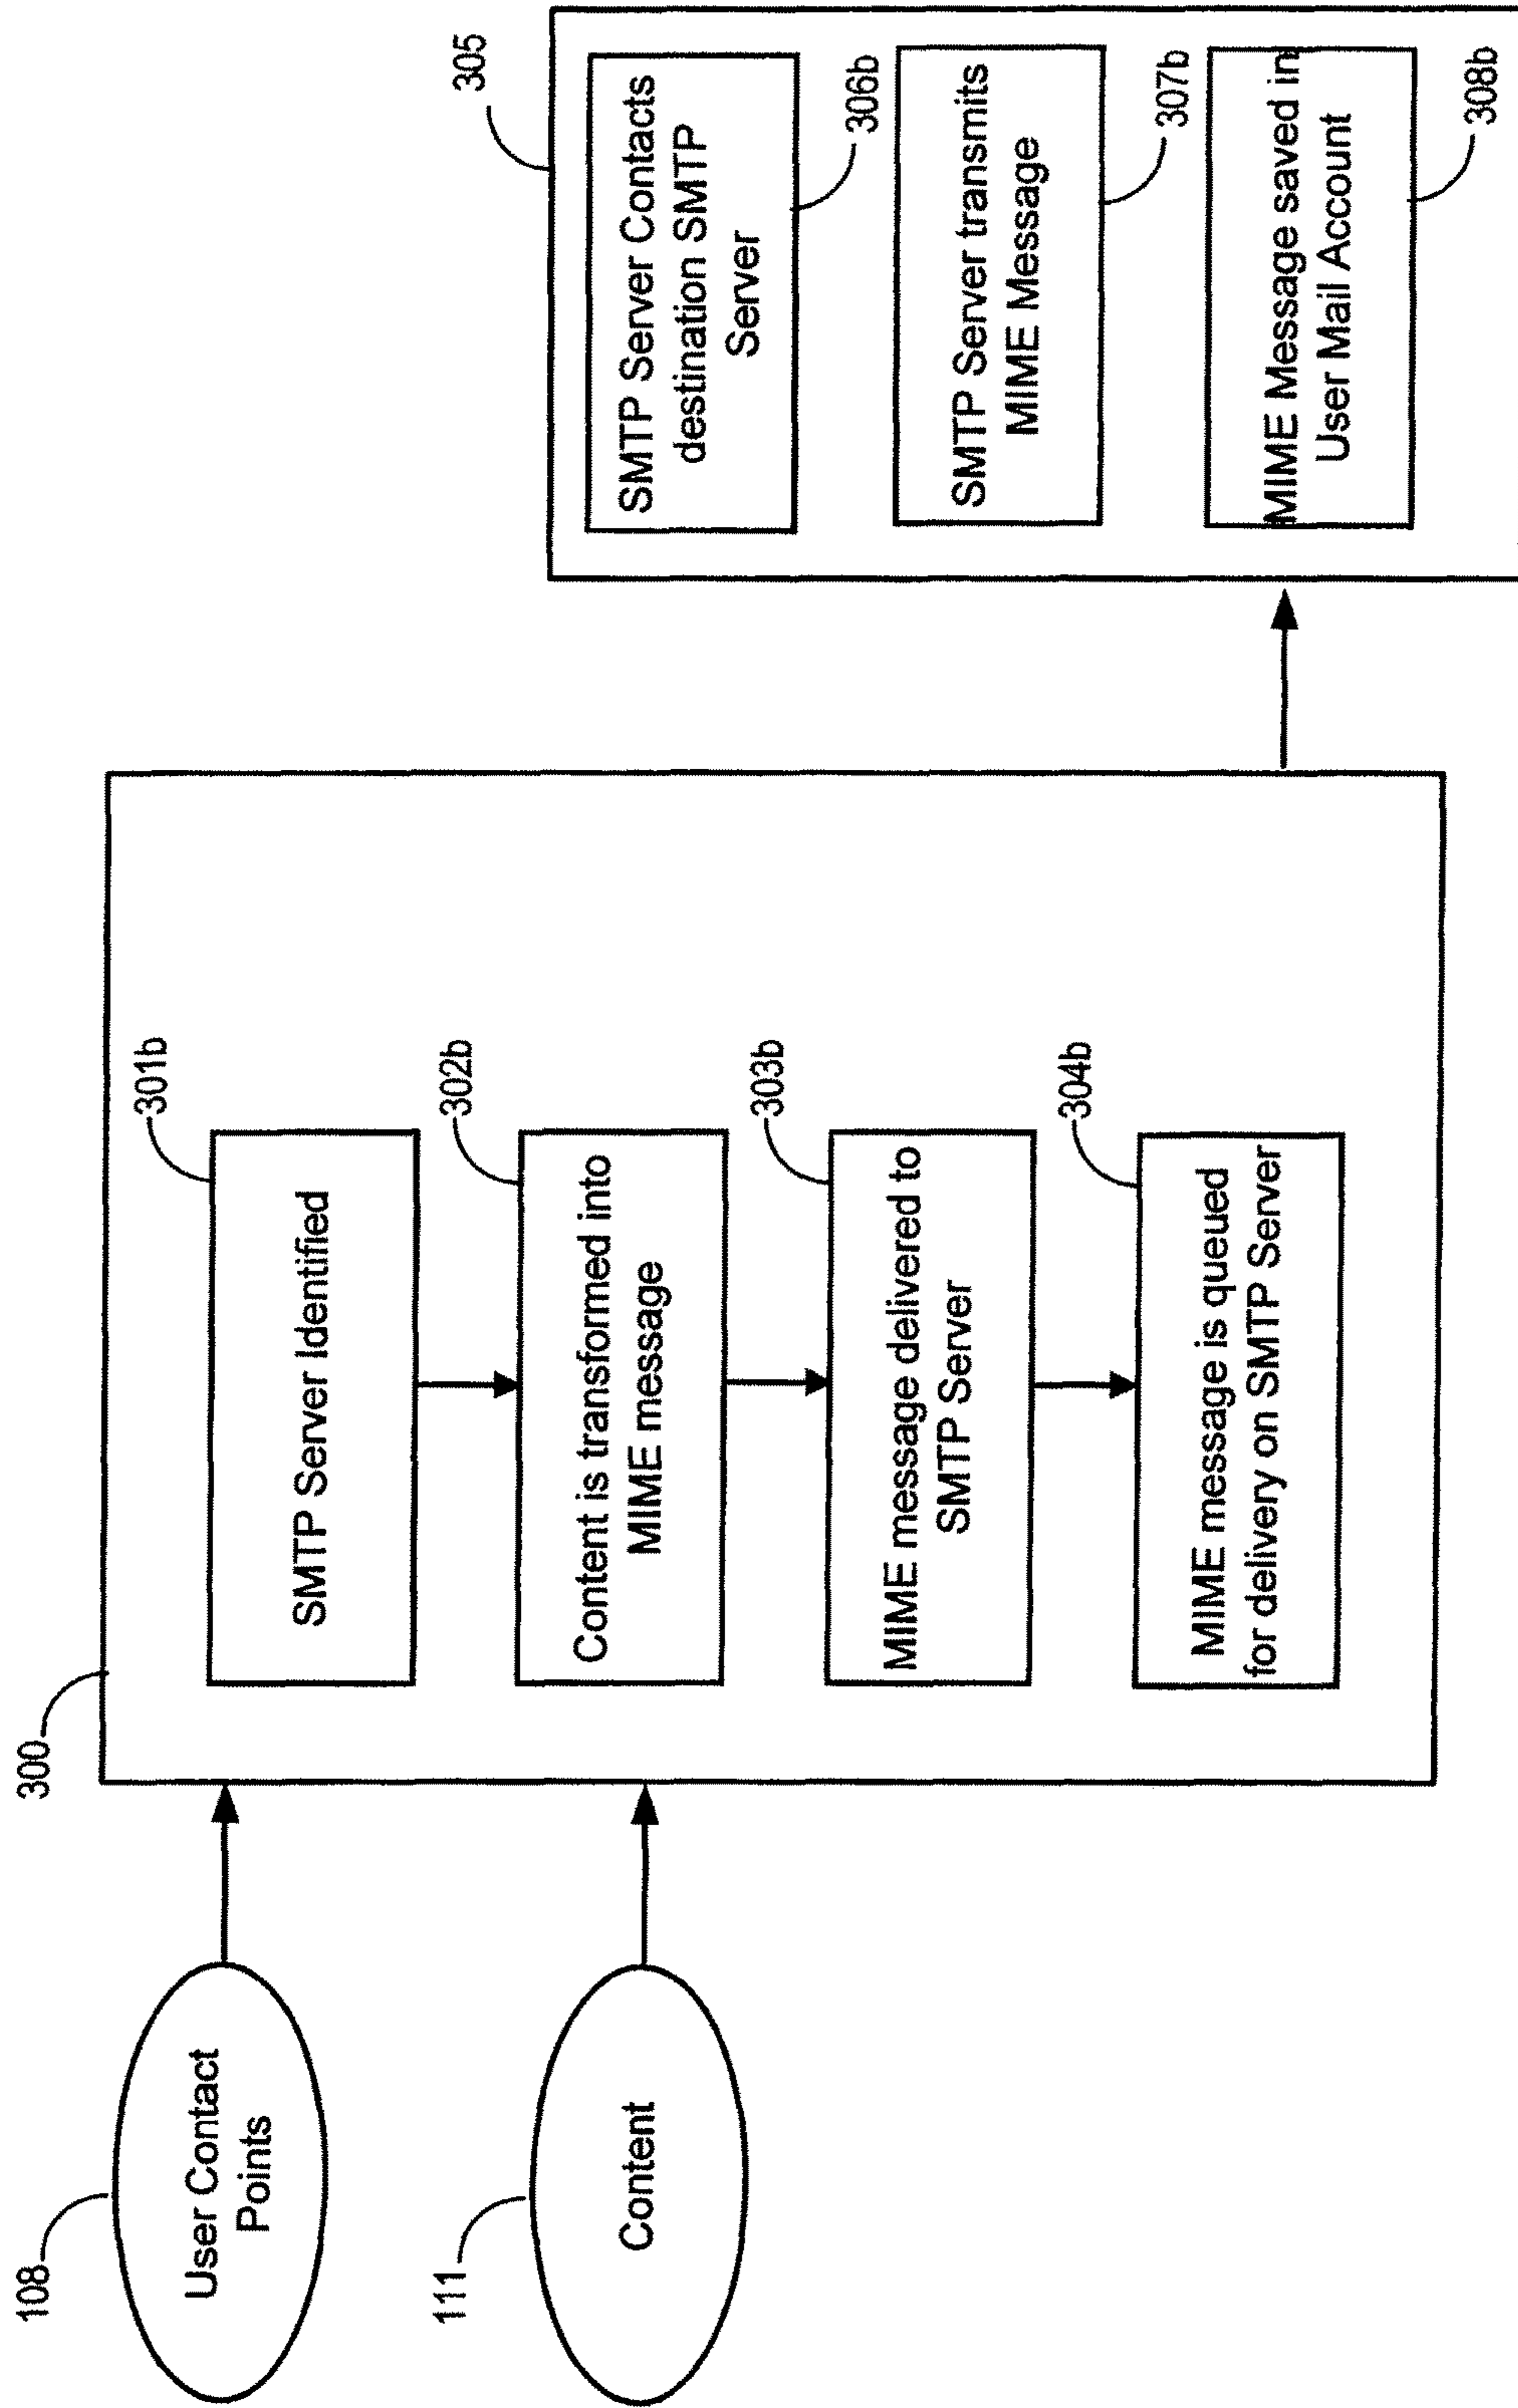 108
User Contact
Points
111
Content
300
301b
SMTP Server Identified
302b
Content is transformed into
MIME message
303b
MIME message delivered to
SMTP Server
304b
MIME message is queued
for delivery on SMTP Server
305
SMTP Server Contacts
destination SMTP
Server
306b
SMTP Server transmits
MIME Message
307b
MIME Message saved in
User Mail Account
308b